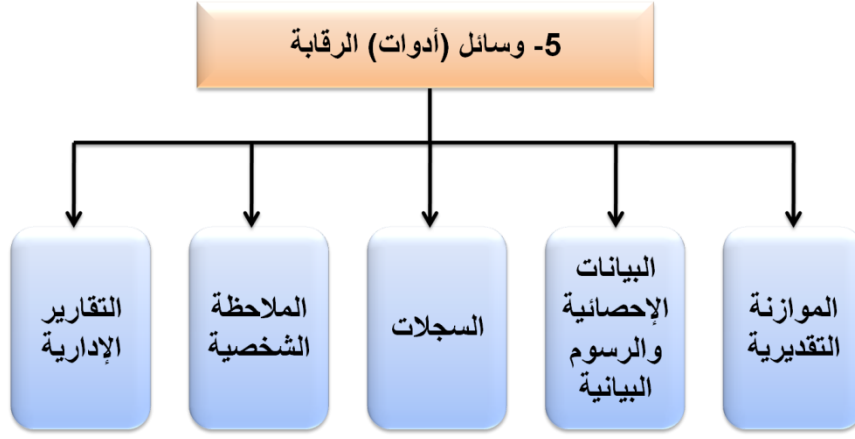 5- وسائل (أدوات) الرقابة
الموازنة
التقديرية
البيانات
الإحصائية
والرسوم
البيانية
السجلات
الملاحظة
الشخصية
التقارير
الإدارية